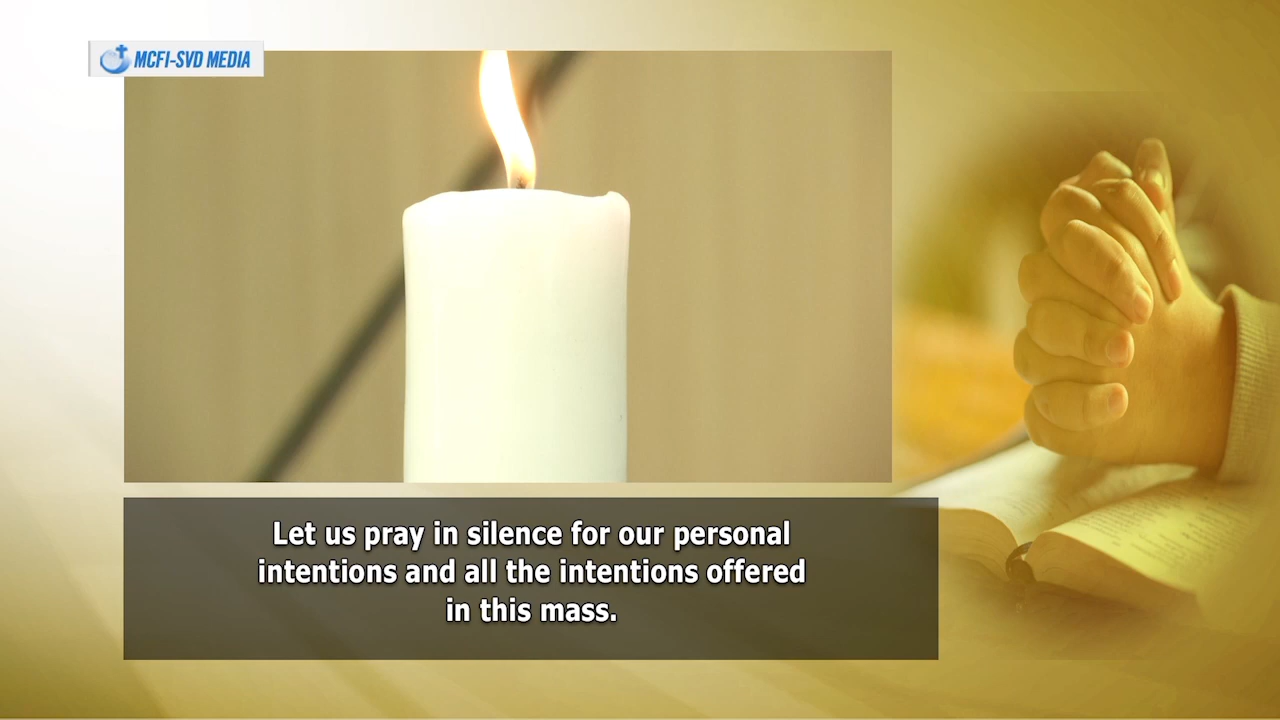 MCFI-SVD MEDIA
Let us pray in silence for our personal
intentions and all the intentions offered
in this mass.